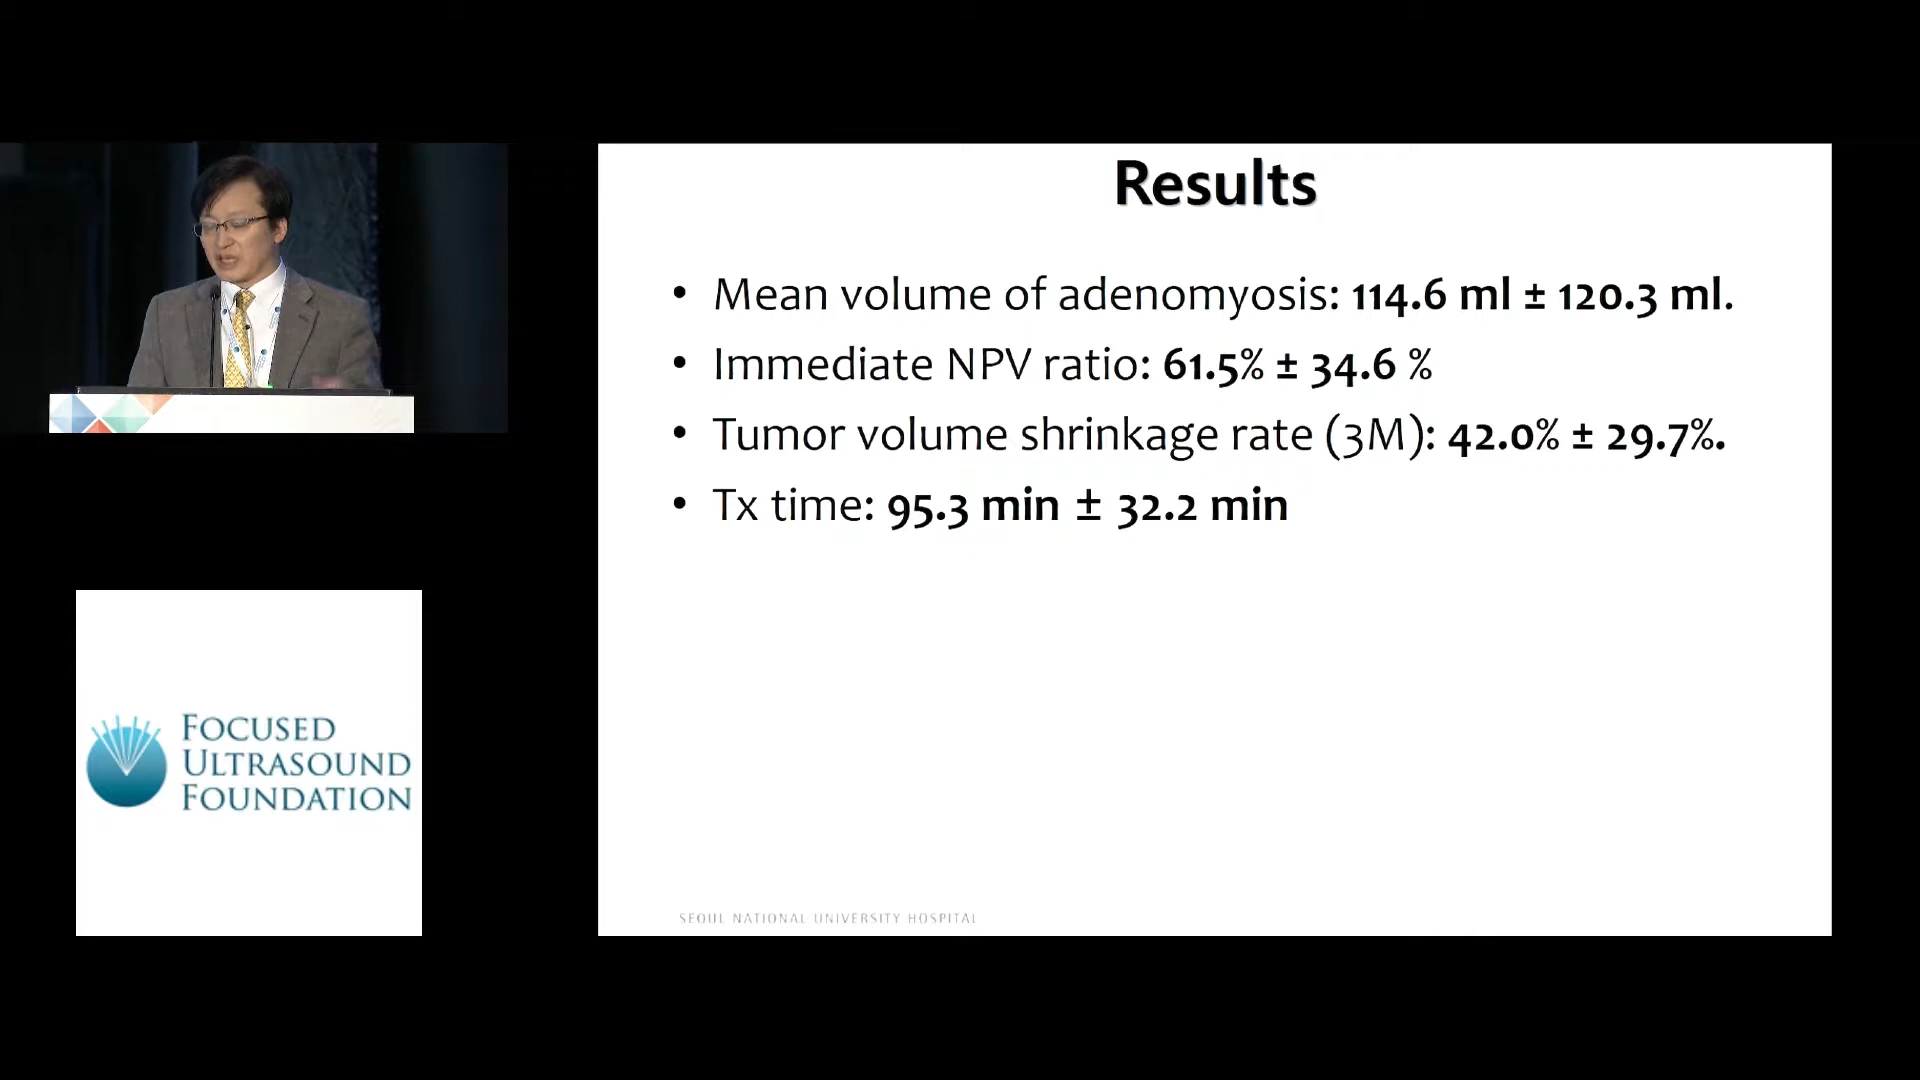 Results
• Mean volume of adenomyosis: 114.6 ml ± 120.3 ml.
• Immediate NPV ratio: 61.5% ± 34.6 %
• Tumor volume shrinkage rate (3M): 42.0% ± 29.7%.
• Tx time: 95.3 min ± 32.2 min
SEOUL NATIONAL UNIVERSITY HOSPITAL
FOCUSED
ULTRASOUND
FOUNDATION